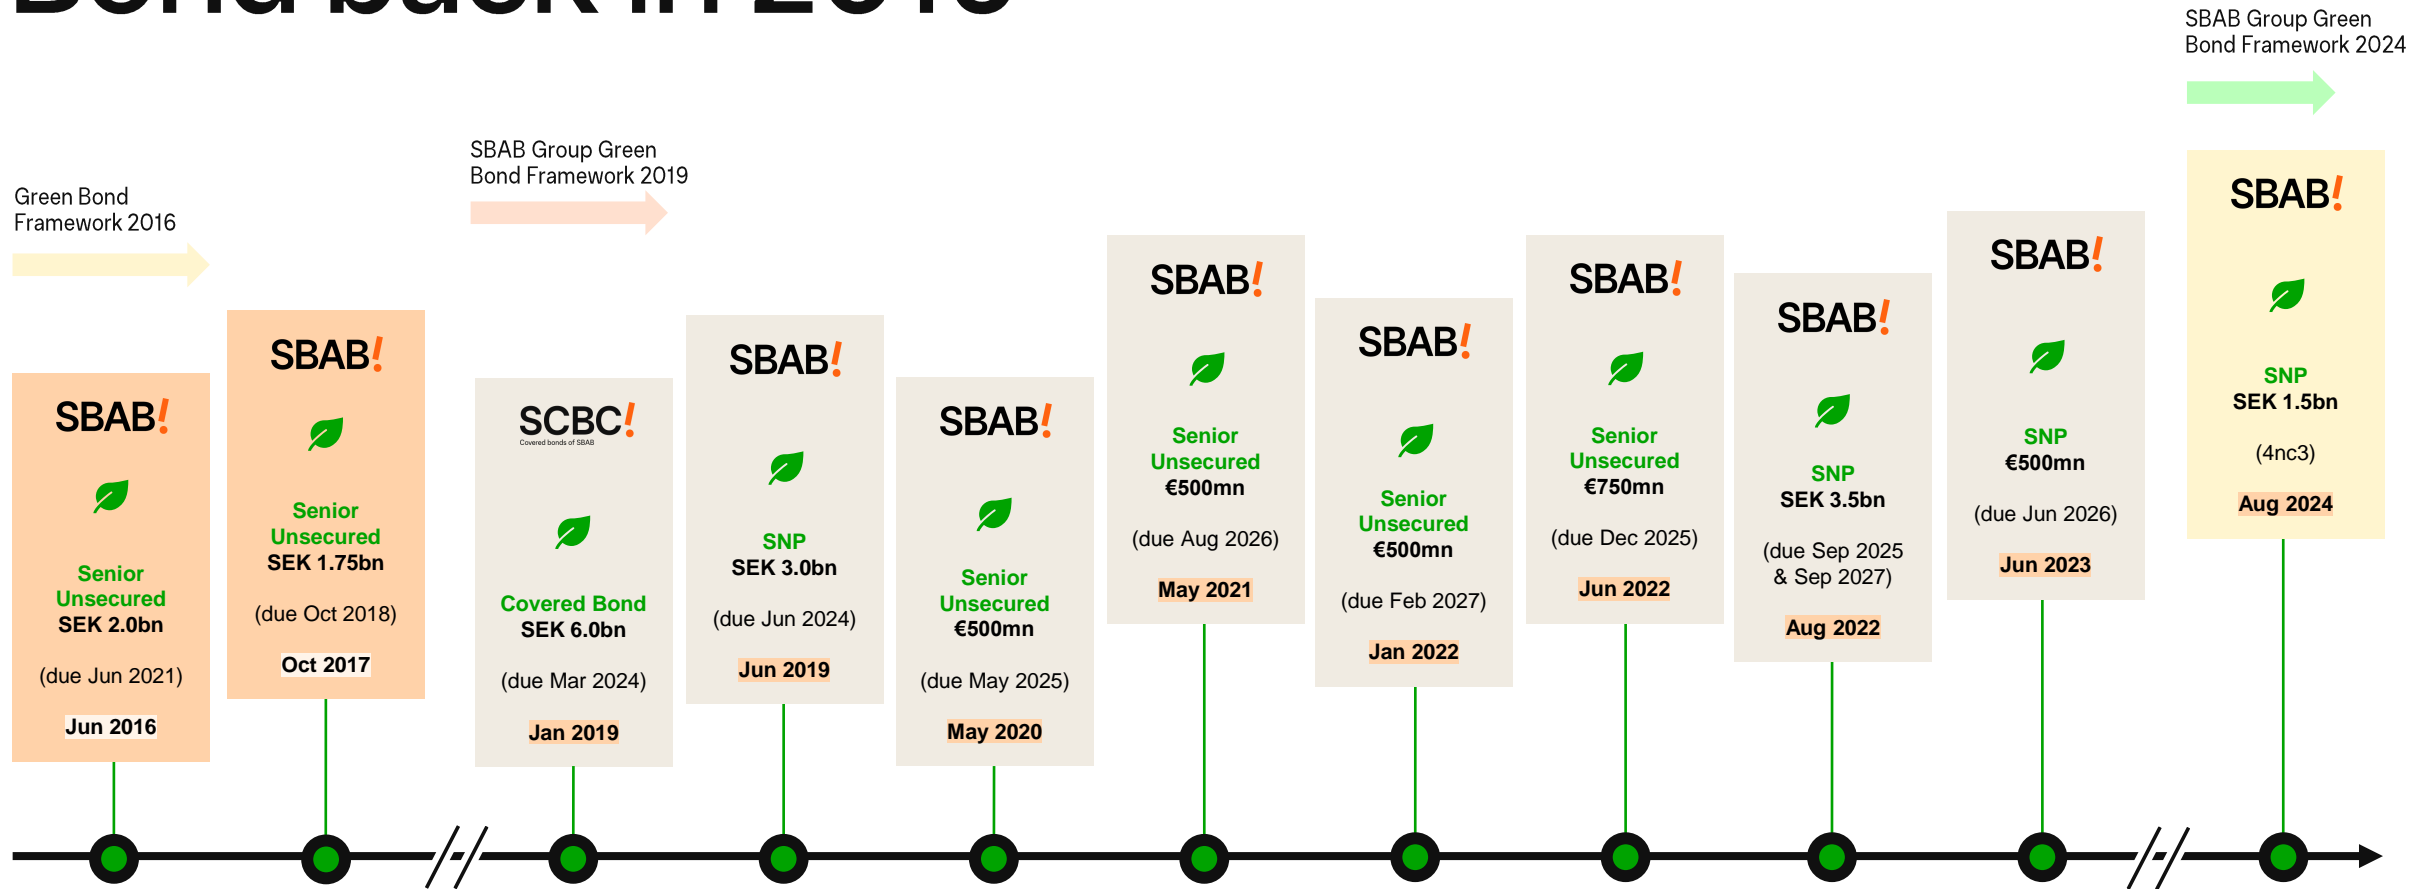 Bond back in 2016
SBAB Group Green
Bond Framework 2024
SBAB Group Green
Bond Framework 2019
Green Bond
Framework 2016
SBAB!
Senior
Unsecured
SEK 2.0bn
(due Jun 2021)
Jun 2016
SBAB!
Senior
Unsecured
SEK 1.75bn
(due Oct 2018)
Oct 2017
SCBC!
Covered bonds of SBAB
Covered Bond
SEK 6.0bn
(due Mar 2024)
Jan 2019
SBAB!
SNP
SEK 3.0bn
(due Jun 2024)
Jun 2019
SBAB!
Senior
Unsecured
€500mn
(due May 2025)
May 2020
SBAB!
Senior
Unsecured
€500mn
(due Aug 2026)
May 2021
SBAB!
Senior
Unsecured
€500mn
(due Feb 2027)
Jan 2022
SBAB!
Senior
Unsecured
€750mn
(due Dec 2025)
Jun 2022
SBAB!
SNP
SEK 3.5bn
(due Sep 2025
& Sep 2027)
Aug 2022
SBAB!
SNP
€500mn
(due Jun 2026)
Jun 2023
SBAB!
SNP
SEK 1.5bn
(4nc3)
Aug 2024